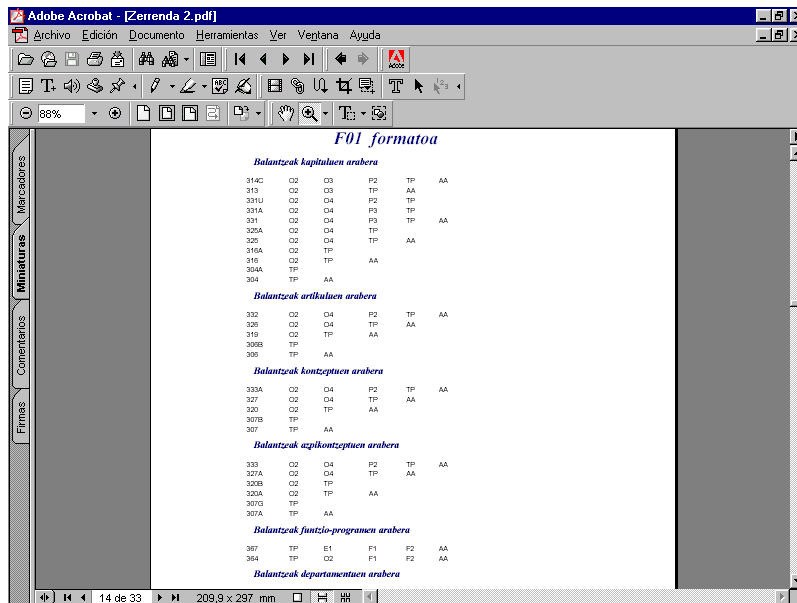 Adobe Acrobat - [Zerrenda 2.pdf]
Archivo Edición Documento Herramientas Ver Ventana Ayuda
Adobe
88%
F01 formatoa
Balantzeak kapituluen arabera
314C O2 O3 P2 TP AA
313 O2 O3 TP AA
331U O2 O4 P2 TP
331A O2 O4 P3 TP
331 O2 O4 P3 TP AA
325A O2 O4 TP
325 O2 O4 TP AA
316A O2 TP
316 O2 TP AA
304A TP
304 TP AA
Balantzeak artikuluen arabera
332 O2 O4 P2 TP AA
326 O2 O4 TP AA
319 O2 TP AA
306B TP
306 TP AA
Balantzeak kontzeptuen arabera
333A O2 O4 P2 TP AA
327 O2 O4 TP AA
320 O2 TP AA
307B TP
307 TP AA
Balantzeak azpikontzeptuen arabera
333 O2 O4 P2 TP AA
327A O2 O4 TP AA
320B O2 TP
320A O2 TP AA
307G TP
307A TP AA
Balantzeak funtzio-programen arabera
367 TP E1 F1 F2 AA
364 TP O2 F1 F2 AA
Balantzeak departamentuen arabera
Marcadores
Miniaturas
Comentarios
Firmas
14 de 33 209,9 x 297 mm